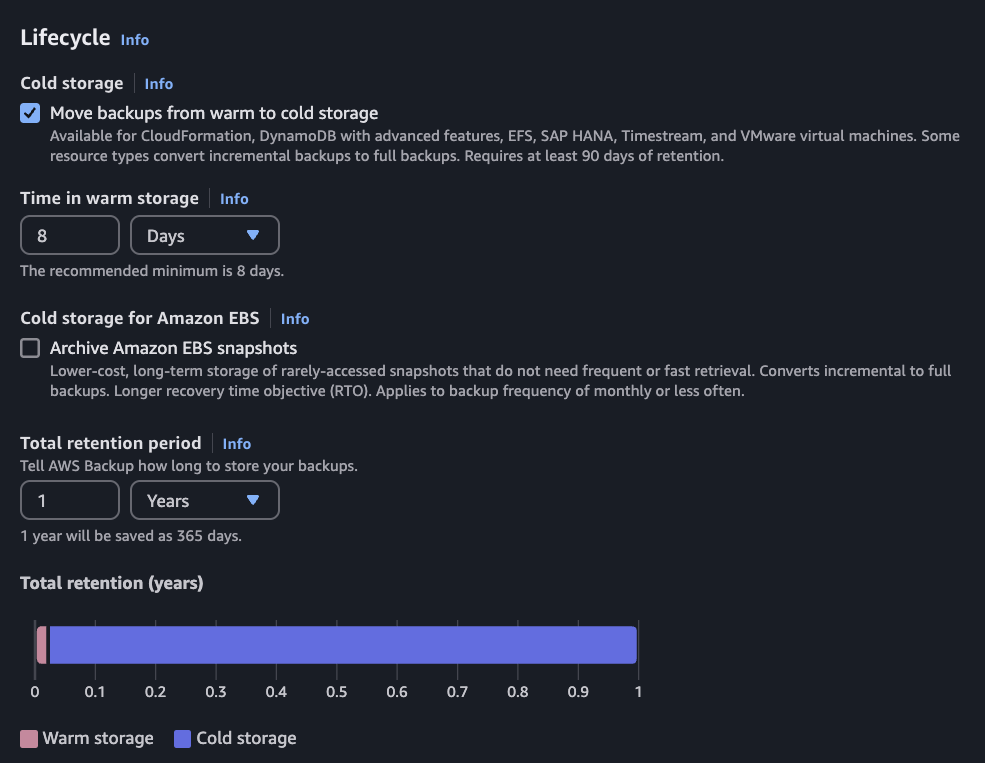 Lifecycle Info
Cold storage Info
Move backups from warm to cold storage
Available for CloudFormation, DynamoDB with advanced features, EFS, SAP HANA, Timestream, and VMware virtual machines. Some
resource types convert incremental backups to full backups. Requires at least 90 days of retention.
Time in warm storage Info
8 Days
The recommended minimum is 8 days.
Cold storage for Amazon EBS Info
Archive Amazon EBS snapshots
Lower-cost, long-term storage of rarely-accessed snapshots that do not need frequent or fast retrieval. Converts incremental to full
backups. Longer recovery time objective (RTO). Applies to backup frequency of monthly or less often.
Total retention period Info
Tell AWS Backup how long to store your backups.
1 Years
1 year will be saved as 365 days.
Total retention (years)
0 0.1 0.2 0.3 0.4 0.5 0.6 0.7 0.8 0.9 1
Warm storage Cold storage